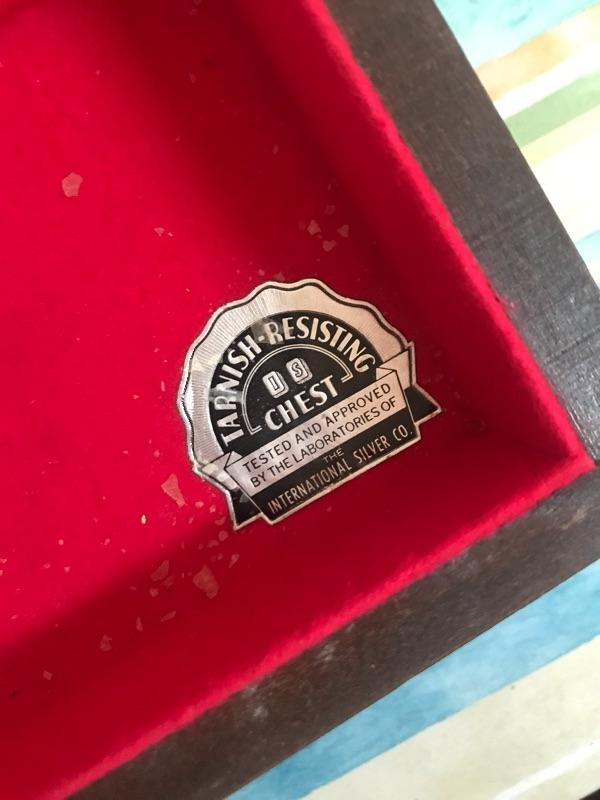 TARNISH-RESISTING
IS
CHEST
TESTED AND APPROVED
BY THE LABORATORIES OF
THE
INTERNATIONAL SILVER CO.